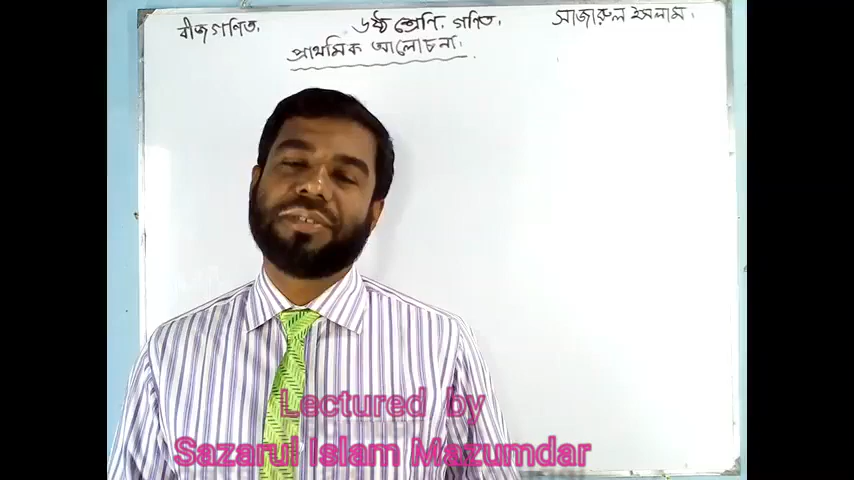 বীজগণিত.
৬ষ্ঠ শ্রেণি. গণিত.
সাজারুল ইসলাম.
প্রাথমিক আলোচনা.
Lectured by
Sazarul Islam Mazumdar